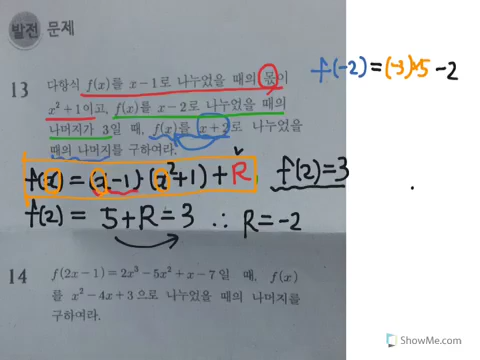 발전 문제
f(-2)=(-3)×5-2
13 다항식 f(x)를 x-1로 나누었을 때의 몫이
x²+1이고, f(x)를 x-2로 나누었을 때의
나머지가 3일 때, f(x)를 x+2로 나누었을
때의 나머지를 구하여라.
f(x)=(x-1)(x²+1)+R f(2)=3
f(2)= 5+R=3 ∴R=-2
14 f(2x-1)=2x³-5x²+x-7일 때, f(x)
를 x²-4x+3으로 나누었을 때의 나머지를
구하여라.
ShowMe.com